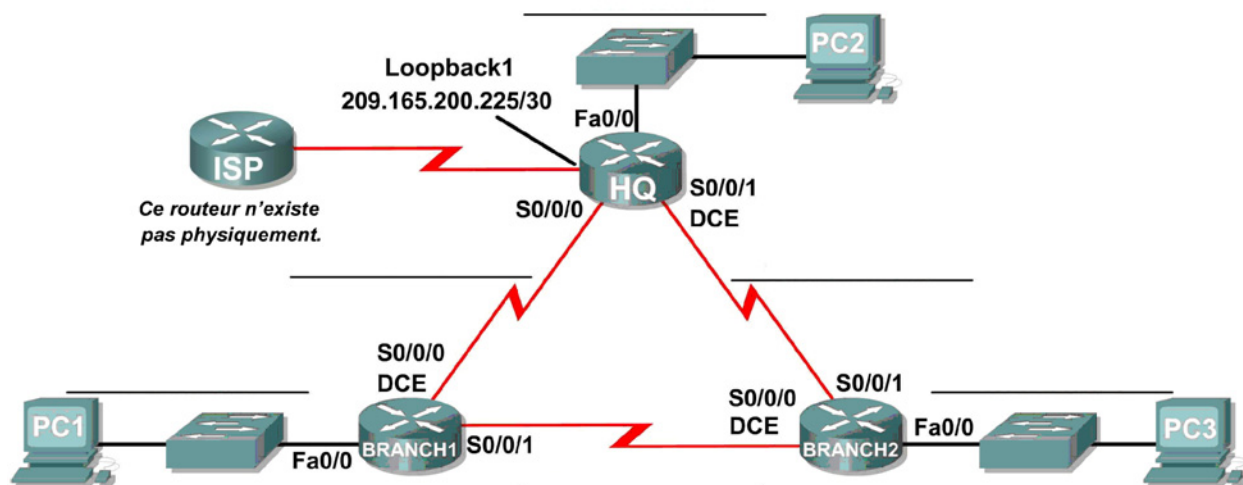 PC2
Loopback1
209.165.200.225/30
Fa0/0
ISP
HQ
S0/0/1
DCE
S0/0/0
Ce routeur n'existe
pas physiquement.
S0/0/0
DCE
S0/0/0
DCE
S0/0/1
PC1
Fa0/0
BRANCH1
S0/0/1
BRANCH2
Fa0/0
PC3